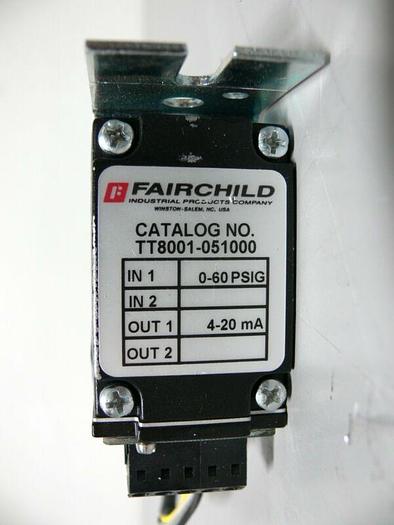 FAIRCHILD
INDUSTRIAL PRODUCTS COMPANY
WINSTON-SALEM, NC. USA
CATALOG NO.
TT8001-051000
IN 1 0-60 PSIG
IN 2
OUT 1 4-20 mA
OUT 2